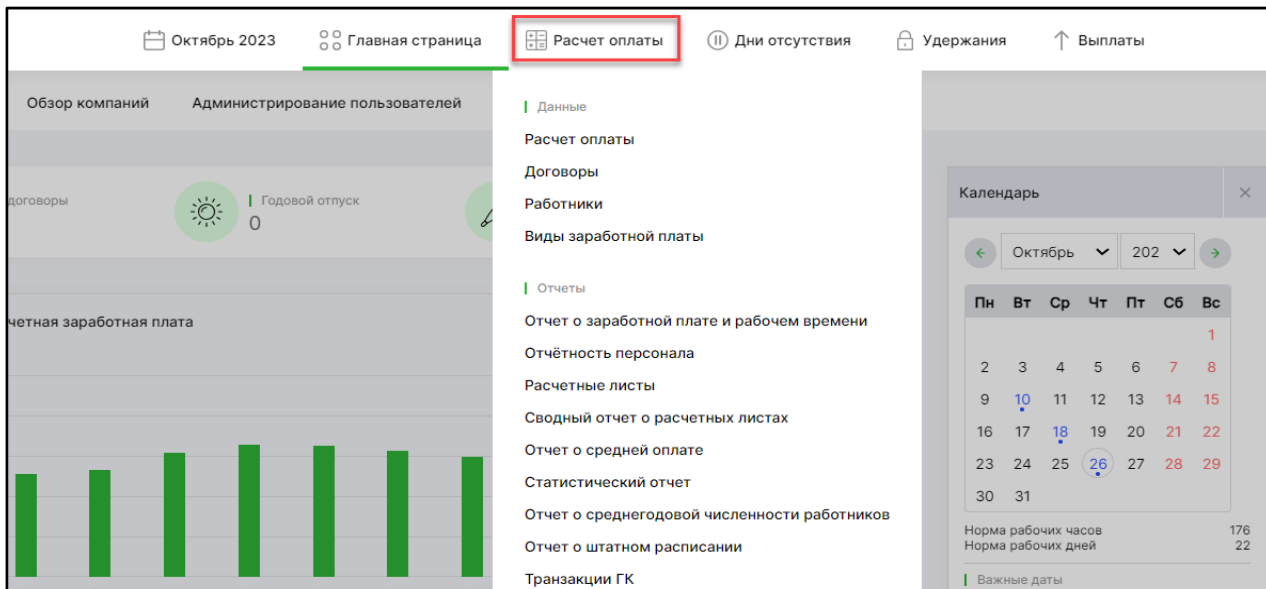 Октябрь 2023 Главная страница Расчет оплаты Дни отсутствия Удержания Выплаты
Обзор компаний Администрирование пользователей
Данные
Расчет оплаты
Договоры
Работники
Виды заработной платы
Отчеты
Отчет о заработной плате и рабочем времени
Отчётность персонала
Расчетные листы
Сводный отчет о расчетных листах
Отчет о средней оплате
Статистический отчет
Отчет о среднегодовой численности работников
Отчет о штатном расписании
Транзакции ГК
договоры
Годовой отпуск
0
четная заработная плата
Календарь
Октябрь 202
Пн Вт Ср Чт Пт Сб Вс
1
2 3 4 5 6 7 8
9 10 11 12 13 14 15
16 17 18 19 20 21 22
23 24 25 26 27 28 29
30 31
Норма рабочих часов 176
Норма рабочих дней 22
Важные даты